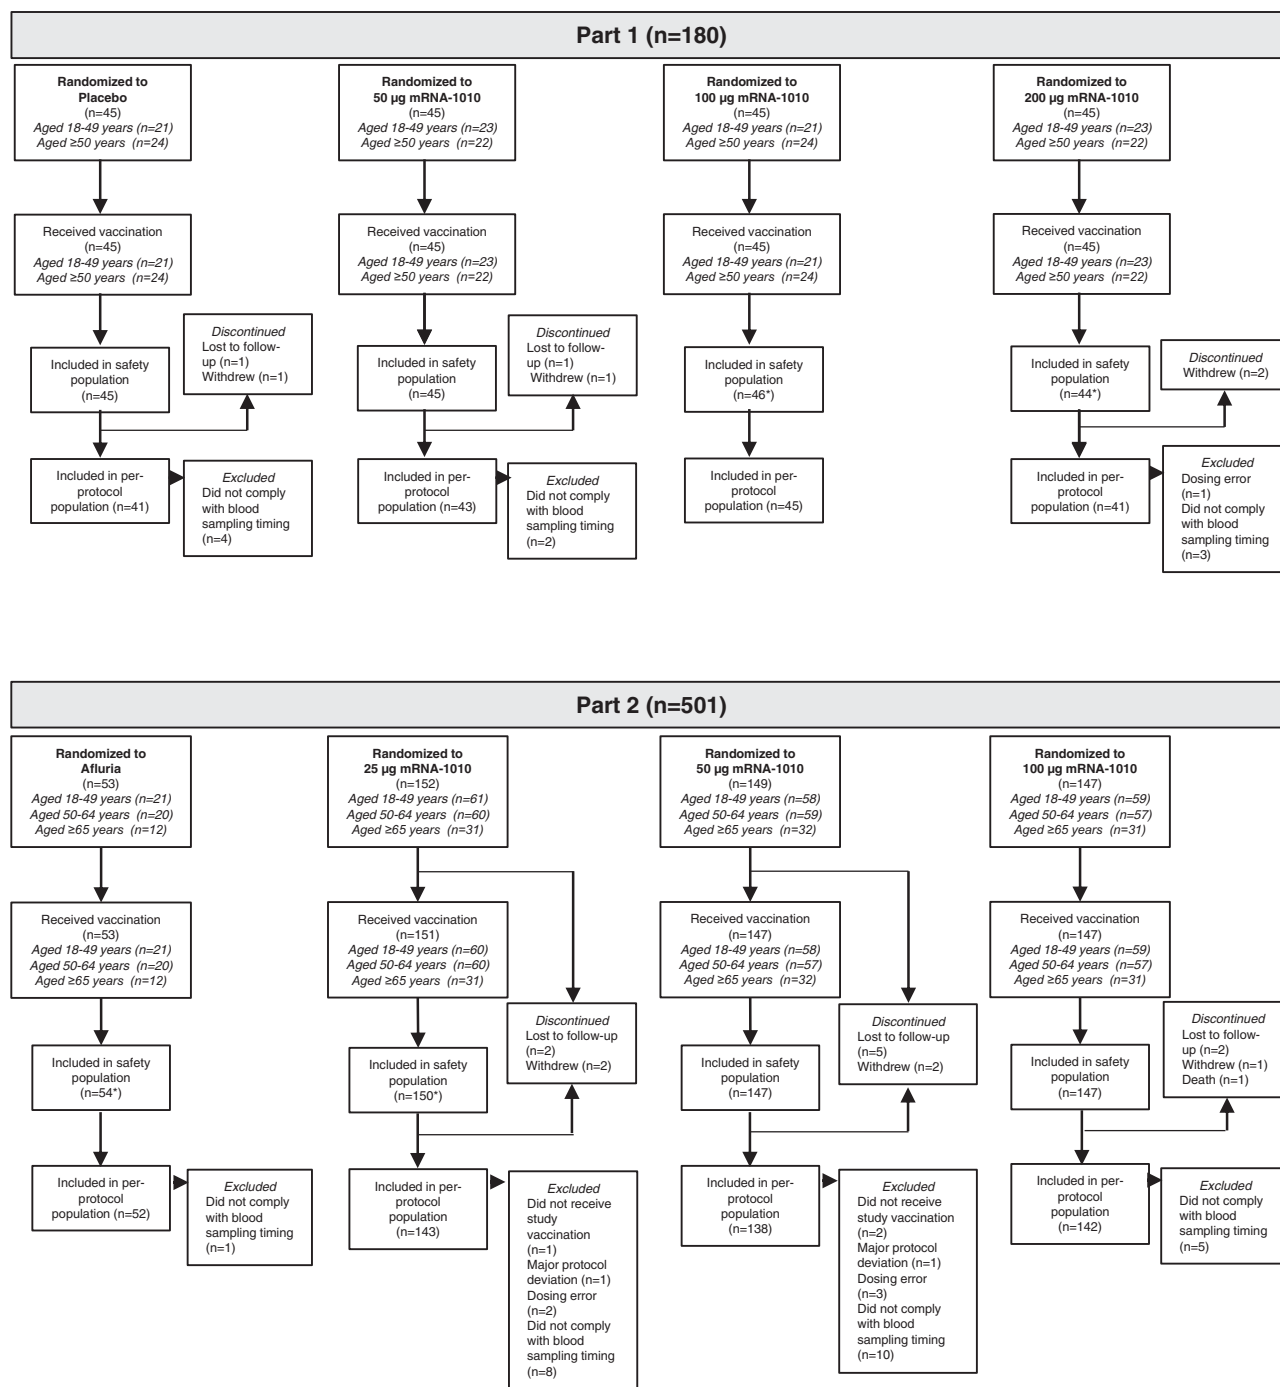 Part 1 (n=180)
Randomized to
Placebo
(n=45)
Aged 18-49 years (n=21)
Aged ≥50 years (n=24)
Randomized to
50 µg mRNA-1010
(n=45)
Aged 18-49 years (n=23)
Aged ≥50 years (n=22)
Randomized to
100 µg mRNA-1010
(n=45)
Aged 18-49 years (n=21)
Aged ≥50 years (n=24)
Randomized to
200 µg mRNA-1010
(n=45)
Aged 18-49 years (n=23)
Aged ≥50 years (n=22)
Received vaccination
(n=45)
Aged 18-49 years (n=21)
Aged ≥50 years (n=24)
Received vaccination
(n=45)
Aged 18-49 years (n=23)
Aged ≥50 years (n=22)
Received vaccination
(n=45)
Aged 18-49 years (n=21)
Aged ≥50 years (n=24)
Received vaccination
(n=45)
Aged 18-49 years (n=23)
Aged ≥50 years (n=22)
Included in safety
population
(n=45)
Discontinued
Lost to follow-
up (n=1)
Withdrew (n=1)
Included in safety
population
(n=45)
Discontinued
Lost to follow-
up (n=1)
Withdrew (n=1)
Included in safety
population
(n=46*)
Included in safety
population
(n=44*)
Discontinued
Withdrew (n=2)
Included in per-
protocol
population (n=41)
Excluded
Did not comply
with blood
sampling timing
(n=4)
Included in per-
protocol
population (n=43)
Excluded
Did not comply
with blood
sampling timing
(n=2)
Included in per-
protocol
population (n=45)
Included in per-
protocol
population (n=41)
Excluded
Dosing error
(n=1)
Did not comply
with blood
sampling timing
(n=3)
Part 2 (n=501)
Randomized to
Afluria
(n=53)
Aged 18-49 years (n=21)
Aged 50-64 years (n=20)
Aged ≥65 years (n=12)
Randomized to
25 µg mRNA-1010
(n=152)
Aged 18-49 years (n=61)
Aged 50-64 years (n=60)
Aged ≥65 years (n=31)
Randomized to
50 µg mRNA-1010
(n=149)
Aged 18-49 years (n=58)
Aged 50-64 years (n=59)
Aged ≥65 years (n=32)
Randomized to
100 µg mRNA-1010
(n=147)
Aged 18-49 years (n=59)
Aged 50-64 years (n=57)
Aged ≥65 years (n=31)
Received vaccination
(n=53)
Aged 18-49 years (n=21)
Aged 50-64 years (n=20)
Aged ≥65 years (n=12)
Received vaccination
(n=151)
Aged 18-49 years (n=60)
Aged 50-64 years (n=60)
Aged ≥65 years (n=31)
Received vaccination
(n=147)
Aged 18-49 years (n=58)
Aged 50-64 years (n=57)
Aged ≥65 years (n=32)
Received vaccination
(n=147)
Aged 18-49 years (n=59)
Aged 50-64 years (n=57)
Aged ≥65 years (n=31)
Included in safety
population
(n=54*)
Included in safety
population
(n=150*)
Discontinued
Lost to follow-up
(n=2)
Withdrew (n=2)
Included in safety
population
(n=147)
Discontinued
Lost to follow-up
(n=5)
Withdrew (n=2)
Included in safety
population
(n=147)
Discontinued
Lost to follow-
up (n=2)
Withdrew (n=1)
Death (n=1)
Included in per-
protocol
population (n=52)
Excluded
Did not comply
with blood
sampling timing
(n=1)
Included in per-
protocol
population
(n=143)
Excluded
Did not receive
study
vaccination
(n=1)
Major protocol
deviation (n=1)
Dosing error
(n=2)
Did not comply
with blood
sampling timing
(n=8)
Included in per-
protocol
population
(n=138)
Excluded
Did not receive
study vaccination
(n=2)
Major protocol
deviation (n=1)
Dosing error
(n=3)
Did not comply
with blood
sampling timing
(n=10)
Included in per-
protocol
population
(n=142)
Excluded
Did not comply
with blood
sampling timing
(n=5)